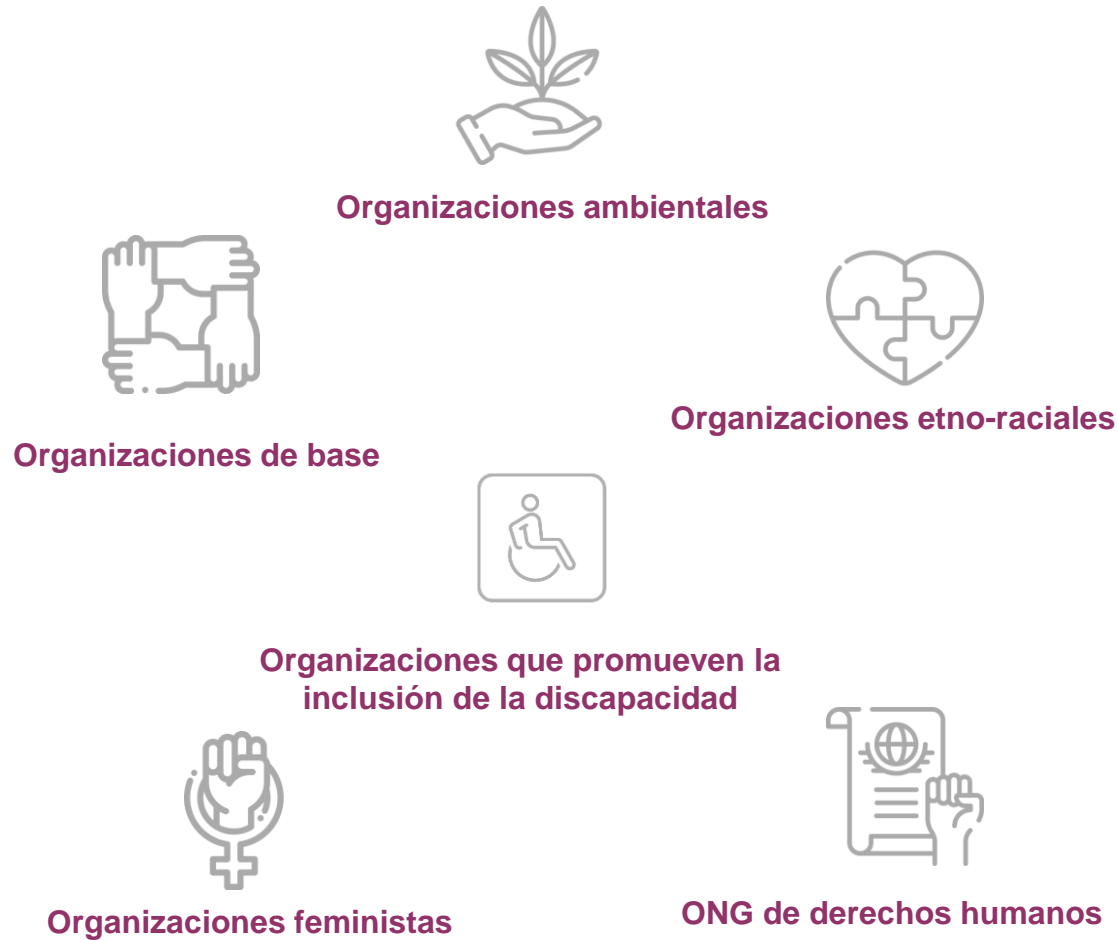 Organizaciones ambientales
Organizaciones etno-raciales
Organizaciones de base
Organizaciones que promueven la
inclusión de la discapacidad
Organizaciones feministas
ONG de derechos humanos